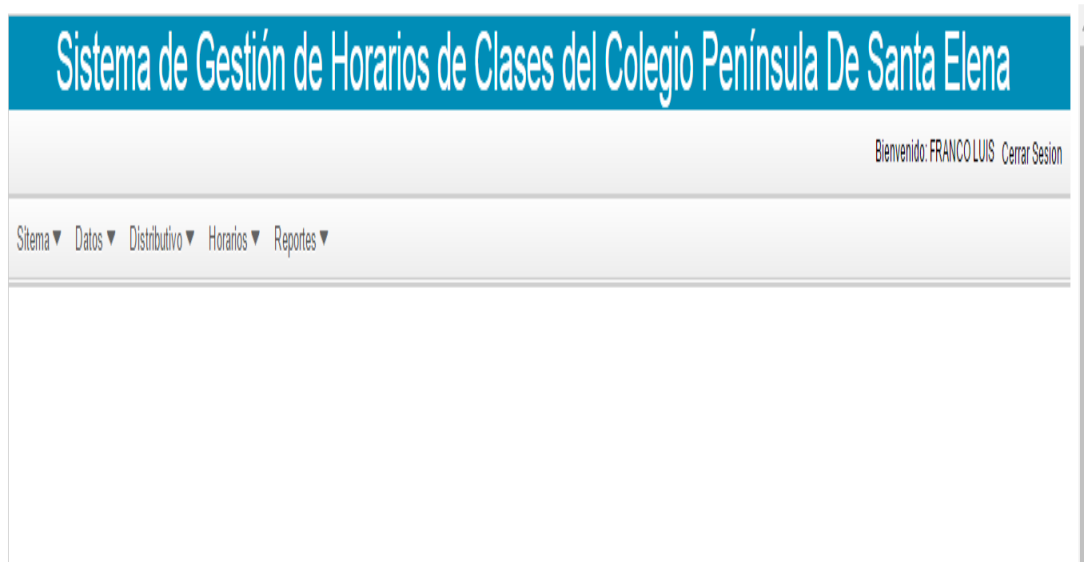 Sistema de Gestión de Horarios de Clases del Colegio Península De Santa Elena
Bienvenido: FRANCO LUIS Cerrar Sesion
Sitema▼ Datos▼ Distributivo▼ Horarios▼ Reportes▼